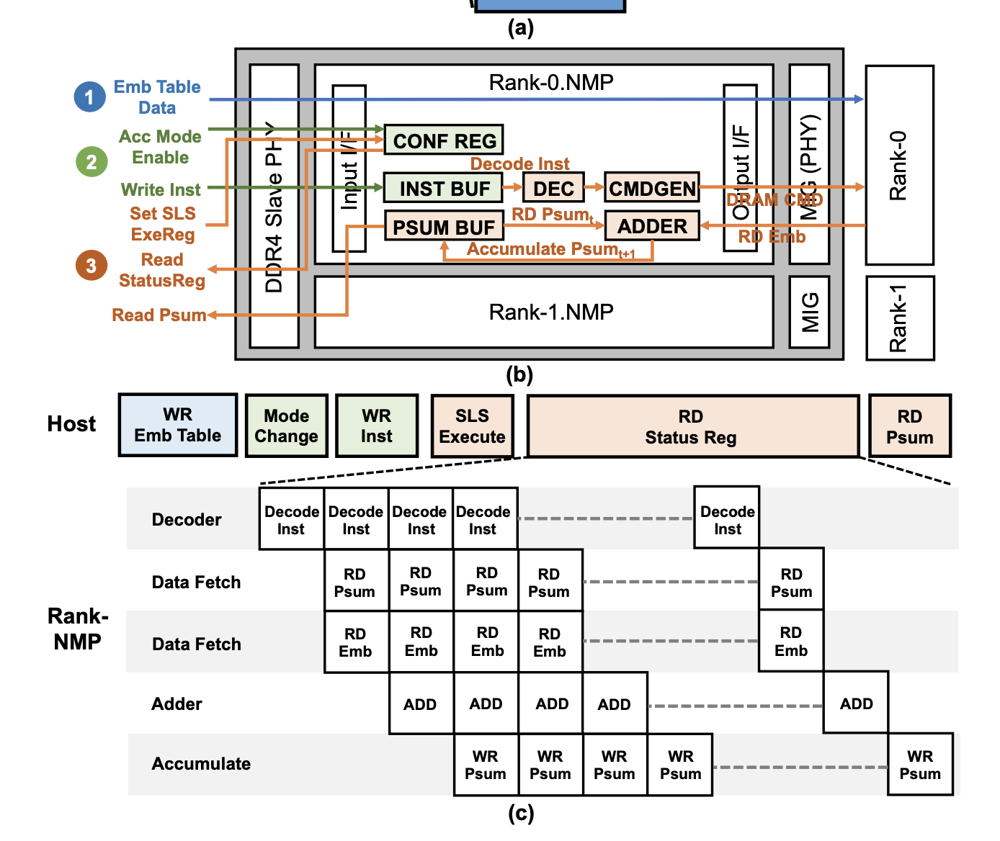 (a)
Rank-0.NMP
1
Emb Table
Data
Acc Mode
Enable
2
Write Inst
Set SLS
ExeReg
3
Read
StatusReg
Read Psum
DDR4 Slave PHY
Input I/F
CONF REG
Decode Inst
INST BUF
DEC
CMDGEN
DRAM CMD
PSUM BUF
RD Psumt
ADDER
RD Emb
Accumulate Psumt+1
Output I/F
MIG (PHY)
Rank-0
Rank-1.NMP
MIG
Rank-1
(b)
Host
WR
Emb Table
Mode
Change
WR
Inst
SLS
Execute
RD
Status Reg
RD
Psum
Rank-
NMP
Decoder
Decode
Inst
Decode
Inst
Decode
Inst
Decode
Inst
Decode
Inst
Data Fetch
RD
Psum
RD
Psum
RD
Psum
RD
Psum
RD
Psum
Data Fetch
RD
Emb
RD
Emb
RD
Emb
RD
Emb
RD
Emb
Adder
ADD
ADD
ADD
ADD
ADD
Accumulate
WR
Psum
WR
Psum
WR
Psum
WR
Psum
WR
Psum
(c)